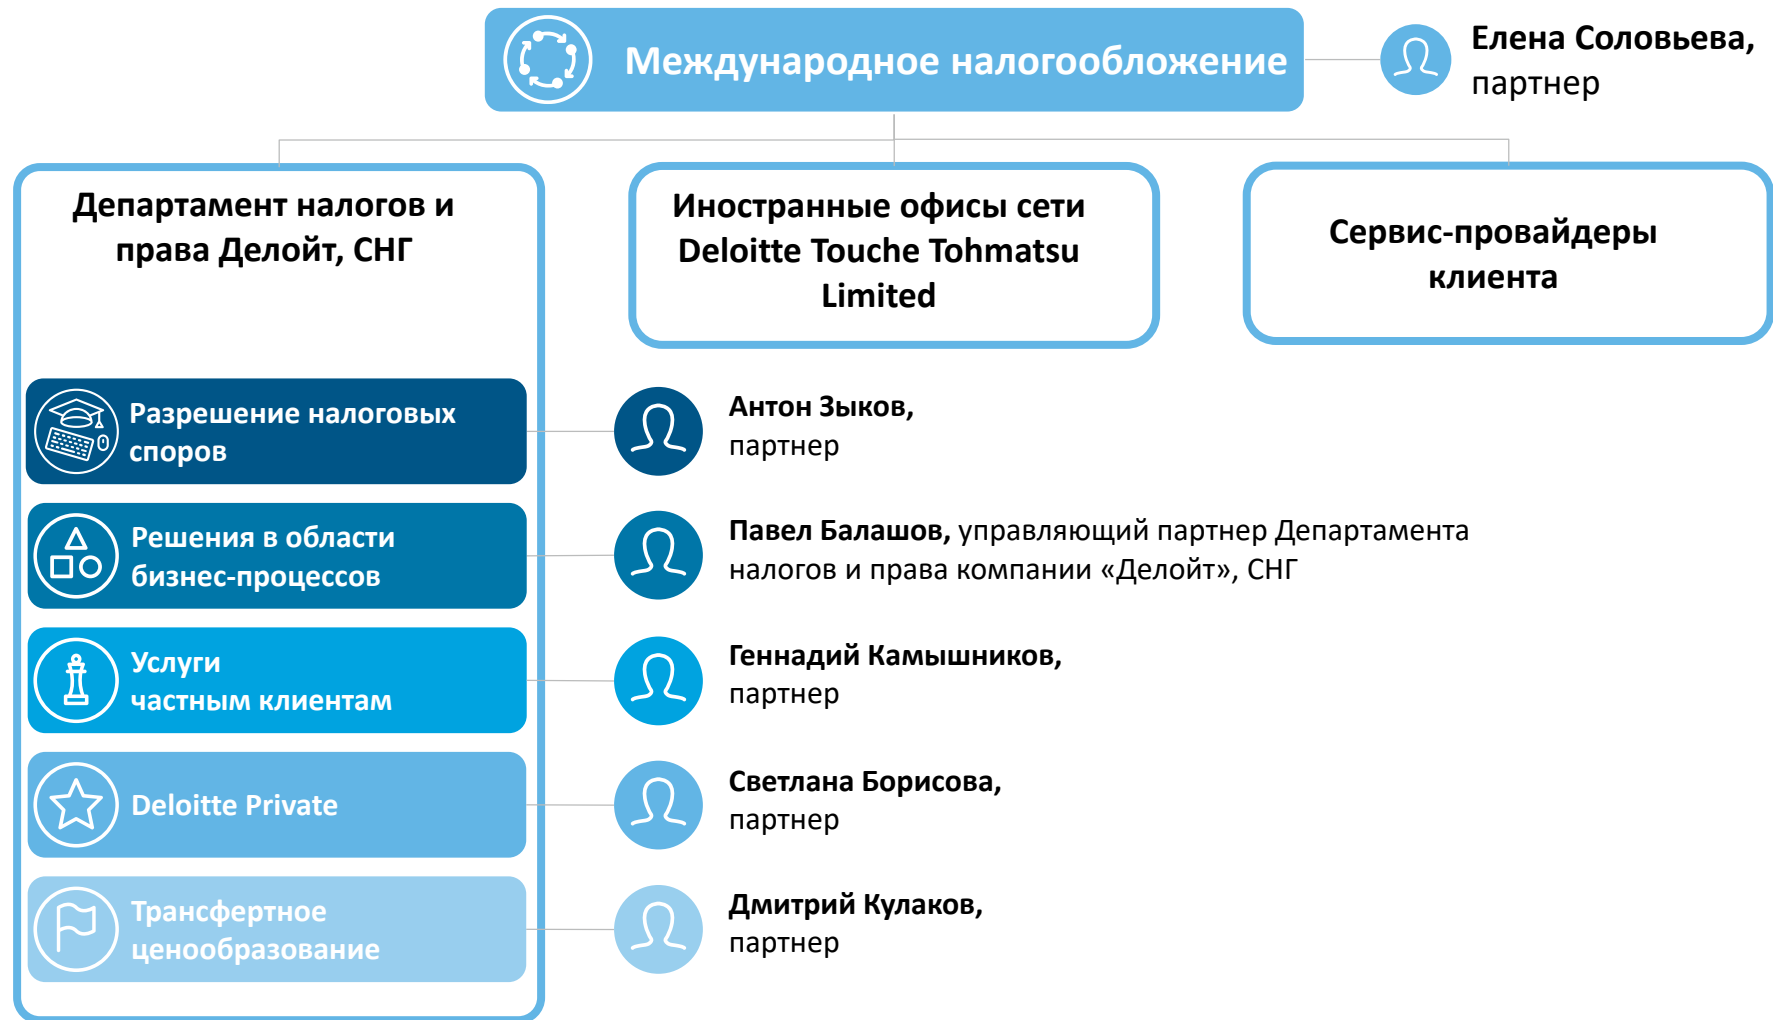 Международное налогообложение
Елена Соловьева,
партнер
Департамент налогов и
права Делойт, СНГ
Иностранные офисы сети
Deloitte Touche Tohmatsu
Limited
Сервис-провайдеры
клиента
Разрешение налоговых
споров
Антон Зыков,
партнер
Решения в области
бизнес-процессов
Павел Балашов, управляющий партнер Департамента
налогов и права компании «Делойт», СНГ
Услуги
частным клиентам
Геннадий Камышников,
партнер
Deloitte Private
Светлана Борисова,
партнер
Трансфертное
ценообразование
Дмитрий Кулаков,
партнер